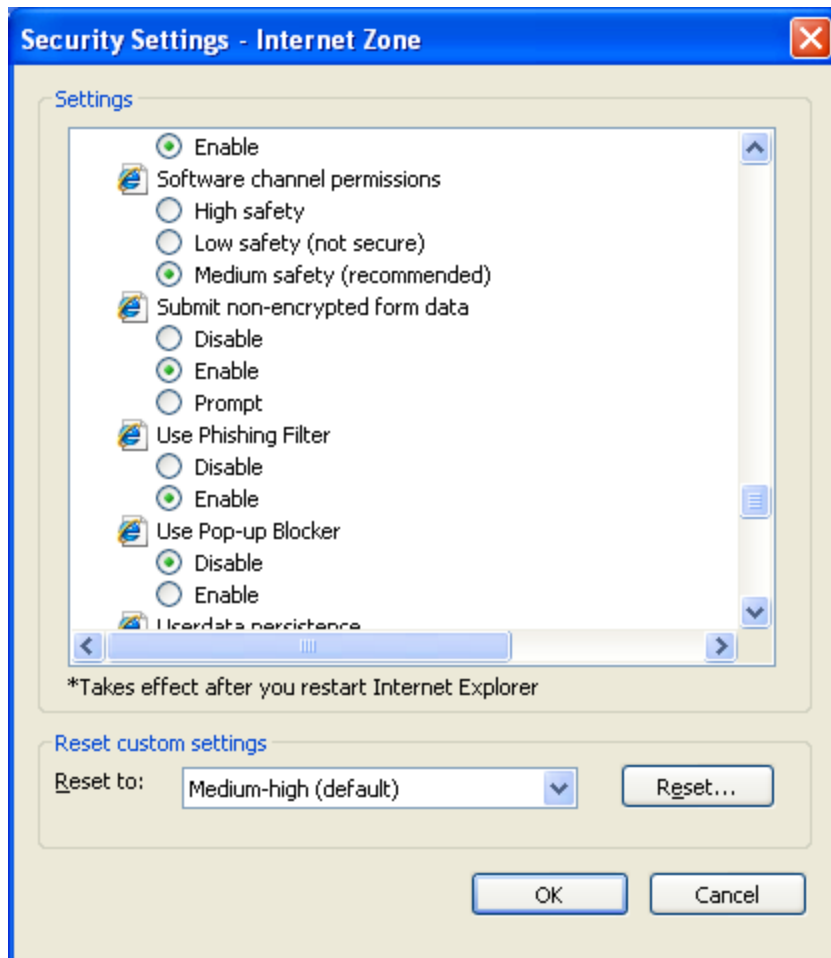 Security Settings - Internet Zone
Settings
Enable
Software channel permissions
High safety
Low safety (not secure)
Medium safety (recommended)
Submit non-encrypted form data
Disable
Enable
Prompt
Use Phishing Filter
Disable
Enable
Use Pop-up Blocker
Disable
Enable
Userdata persistence
*Takes effect after you restart Internet Explorer
Reset custom settings
Reset to: Medium-high (default) Reset...
OK Cancel